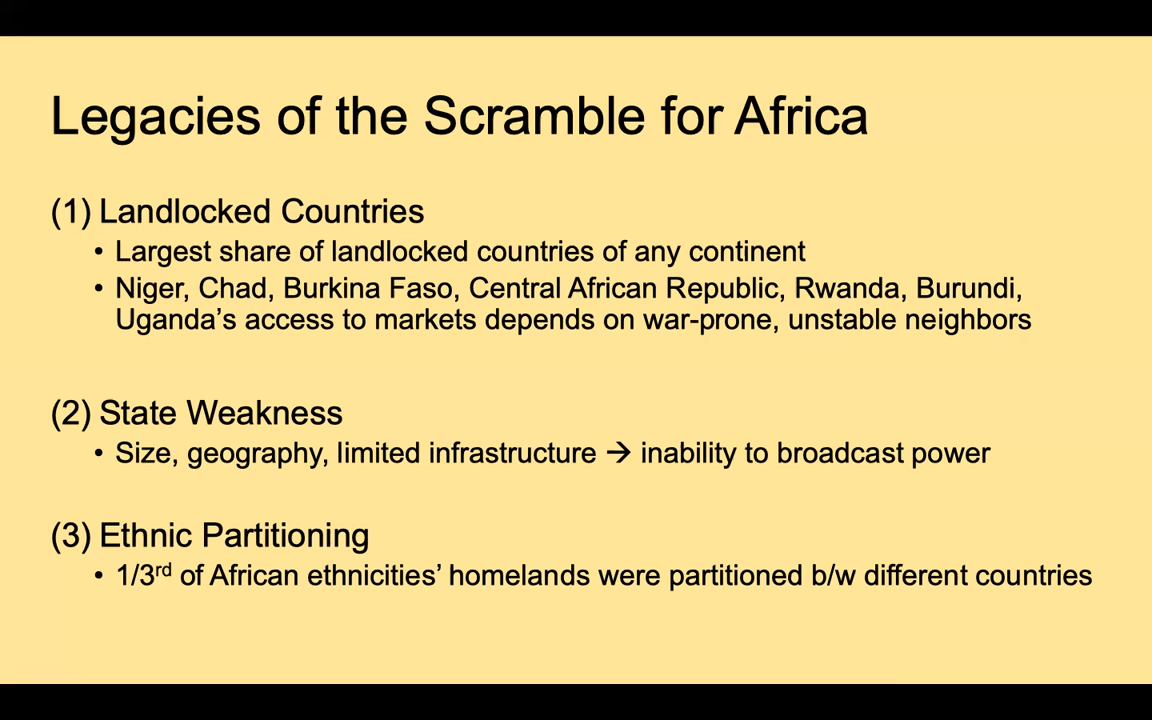 Legacies of the Scramble for Africa
(1) Landlocked Countries
• Largest share of landlocked countries of any continent
• Niger, Chad, Burkina Faso, Central African Republic, Rwanda, Burundi,
Uganda’s access to markets depends on war-prone, unstable neighbors
(2) State Weakness
• Size, geography, limited infrastructure → inability to broadcast power
(3) Ethnic Partitioning
• 1/3rd of African ethnicities’ homelands were partitioned b/w different countries